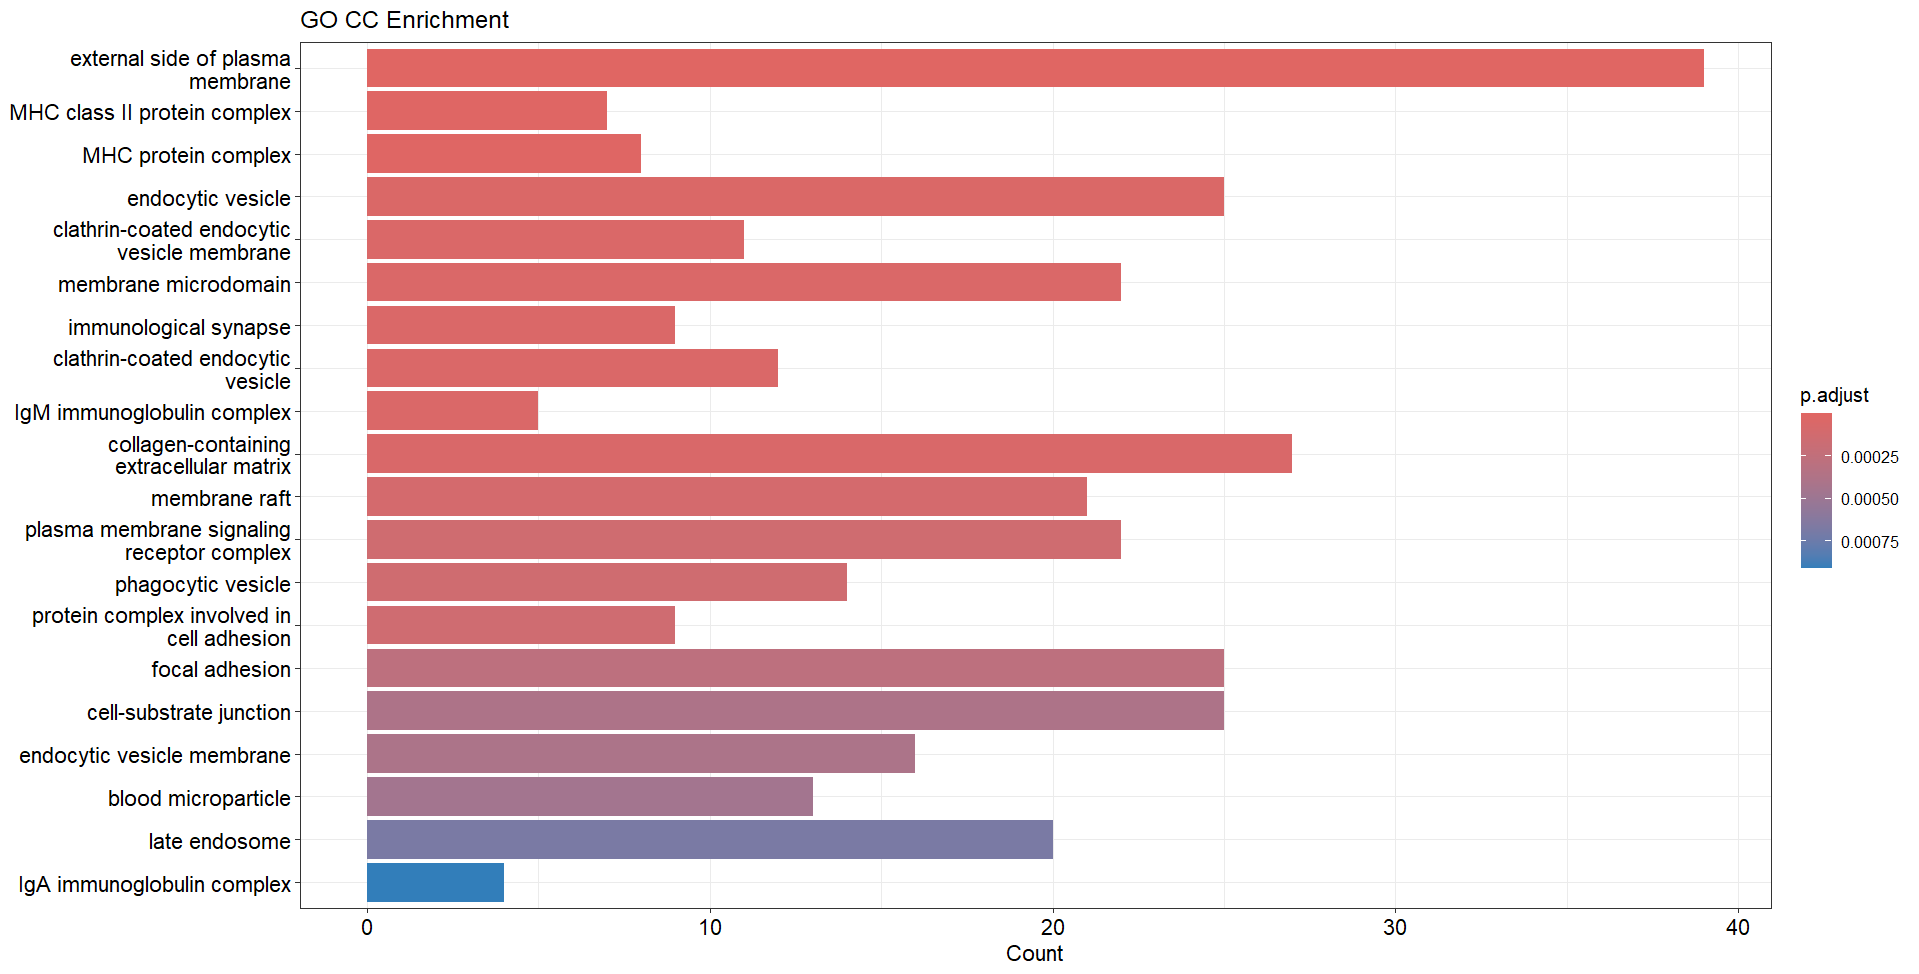 GO CC Enrichment
external side of plasma
membrane
MHC class II protein complex
MHC protein complex
endocytic vesicle
clathrin-coated endocytic
vesicle membrane
membrane microdomain
immunological synapse
clathrin-coated endocytic
vesicle
IgM immunoglobulin complex
collagen-containing
extracellular matrix
membrane raft
plasma membrane signaling
receptor complex
phagocytic vesicle
protein complex involved in
cell adhesion
focal adhesion
cell-substrate junction
endocytic vesicle membrane
blood microparticle
late endosome
IgA immunoglobulin complex
0 10 20 30 40
Count
p.adjust
0.00025
0.00050
0.00075